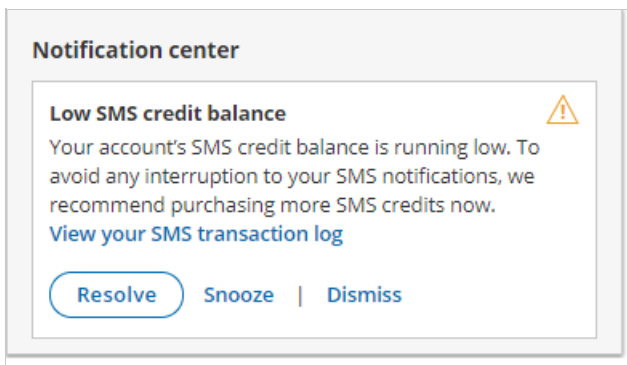 Notification center
Low SMS credit balance
Your account's SMS credit balance is running low. To
avoid any interruption to your SMS notifications, we
recommend purchasing more SMS credits now.
View your SMS transaction log
Resolve Snooze | Dismiss